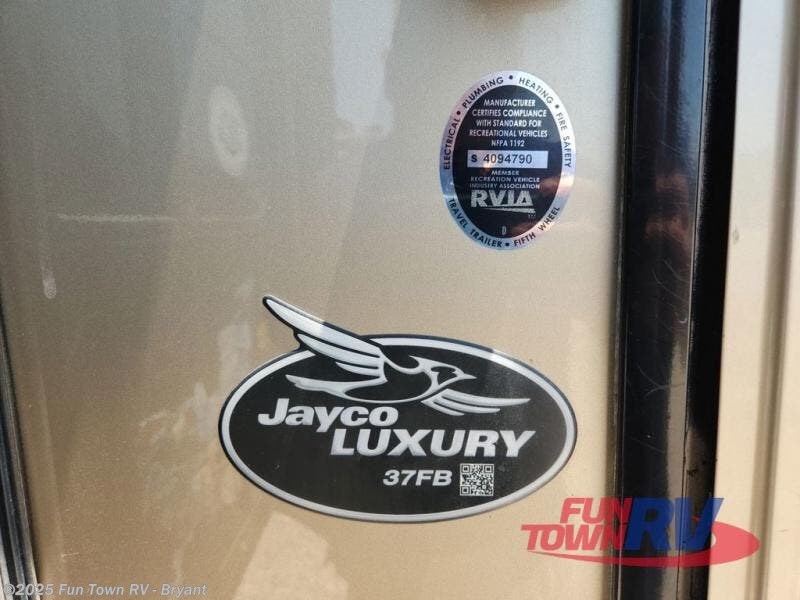 ELECTRICAL • PLUMBING • HEATING • FIRE SAFETY
MANUFACTURER
CERTIFIES COMPLIANCE
WITH STANDARD FOR
RECREATIONAL VEHICLES
NFPA 1192
S 4094790
MEMBER
RECREATION VEHICLE
INDUSTRY ASSOCIATION
RVIA
D
TRAVEL TRAILER • FIFTH WHEEL
Jayco
LUXURY
37FB
FUN
TOWN RV
©2025 Fun Town RV - Bryant